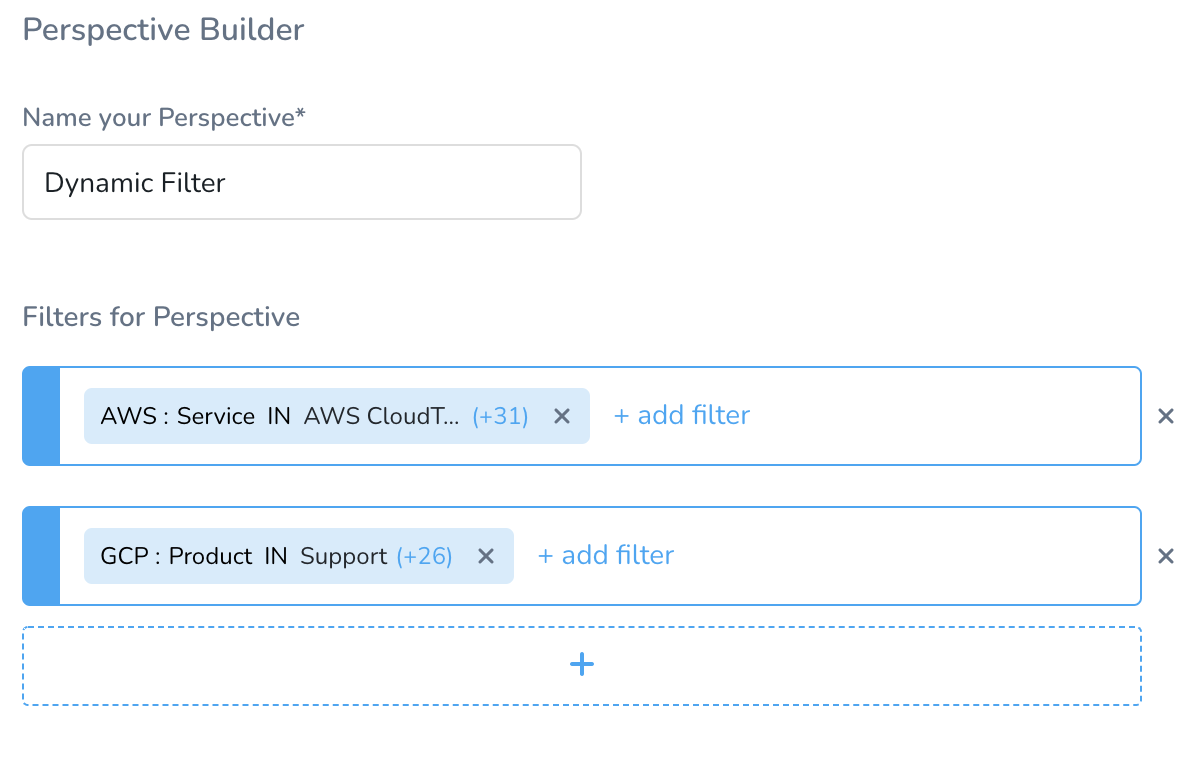 Perspective Builder
Name your Perspective*
Dynamic Filter
Filters for Perspective
AWS : Service IN AWS CloudT... (+31) × + add filter ×
GCP : Product IN Support (+26) × + add filter ×
+